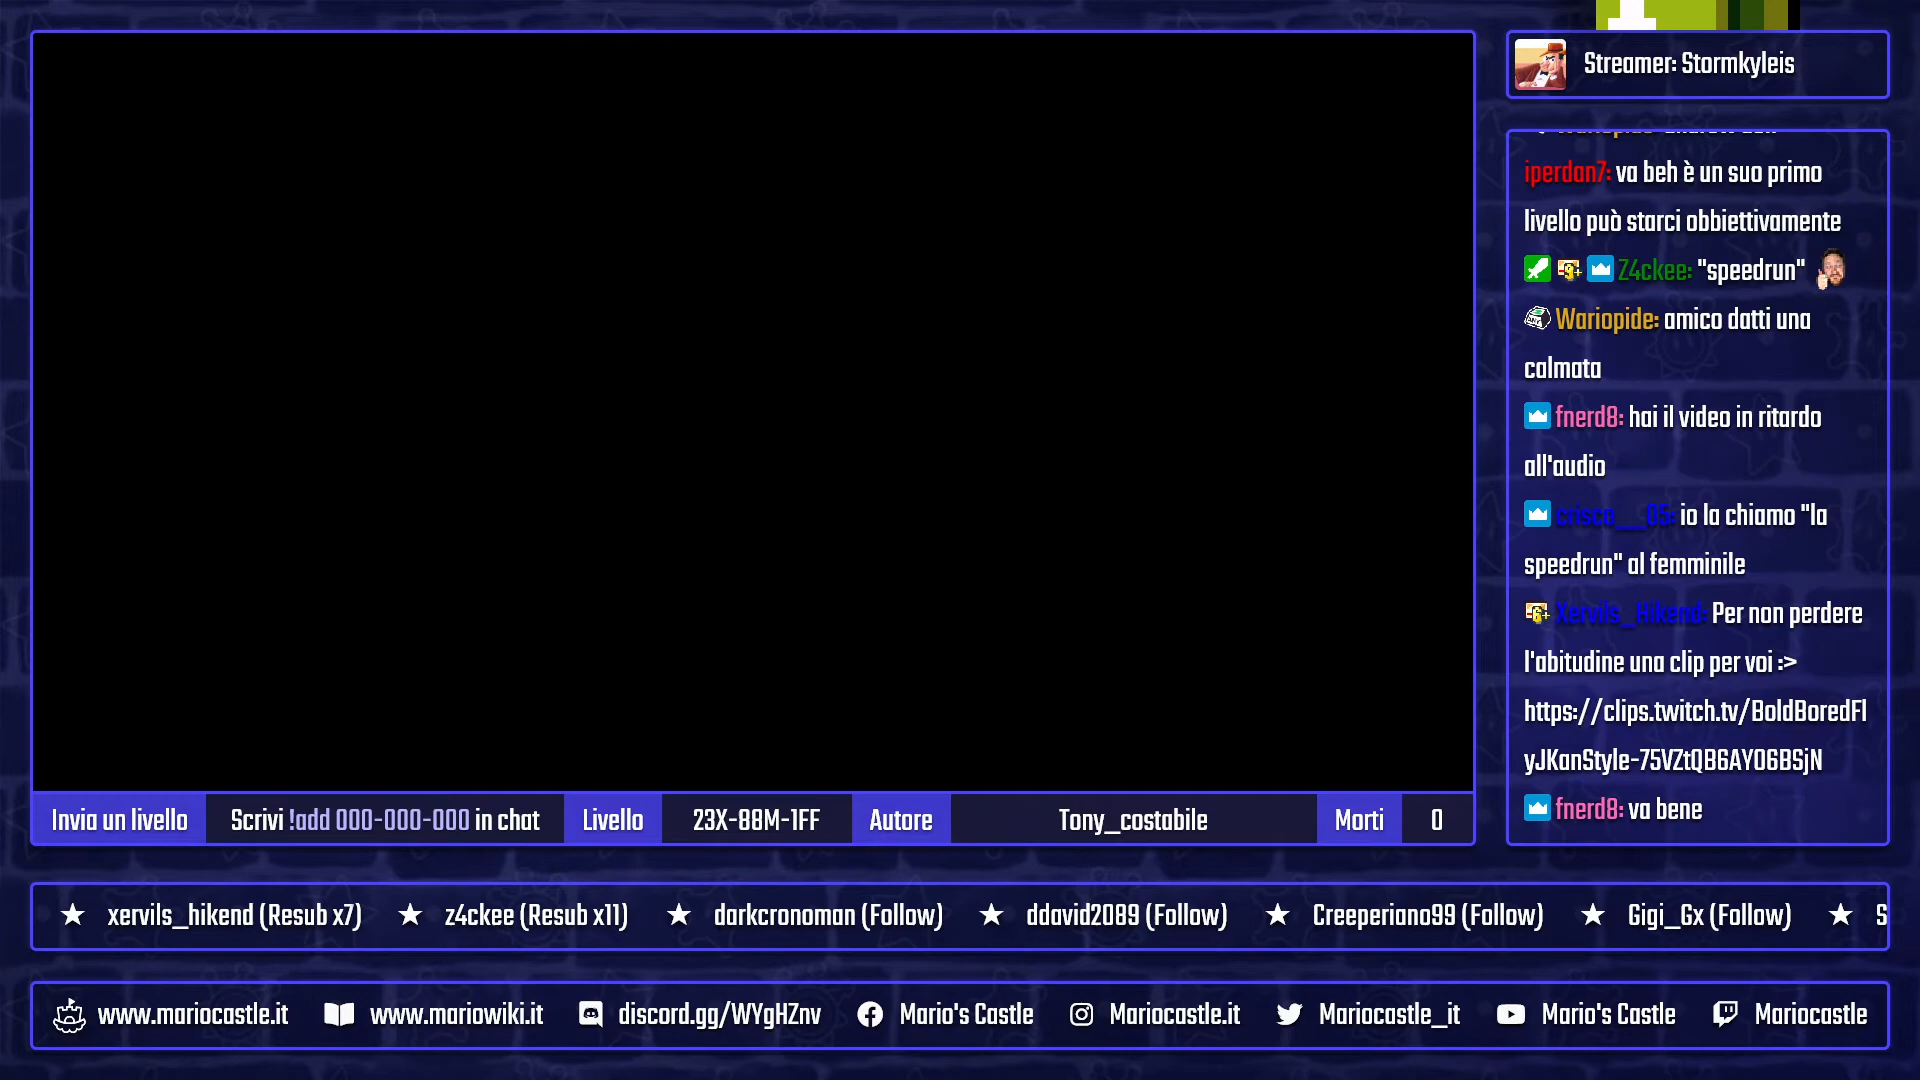 Streamer: Stormkyleis
iperdan7: va beh è un suo primo
livello può starci obbiettivamente
Z4ckee: "speedrun"
Wariopide: amico datti una
calmata
fnerd8: hai il video in ritardo
all'audio
crisco__05: io la chiamo "la
speedrun" al femminile
Xervils_Hikend: Per non perdere
l'abitudine una clip per voi :>
https://clips.twitch.tv/BoldBoredFl
yJKanStyle-75VZtQB6AY06BSjN
fnerd8: va bene
Invia un livello Scrivi !add 000-000-000 in chat Livello 23X-88M-1FF Autore Tony_costabile Morti 0
★ xervils_hikend (Resub x7) ★ z4ckee (Resub x11) ★ darkcronoman (Follow) ★ ddavid2089 (Follow) ★ Creeperiano99 (Follow) ★ Gigi_Gx (Follow) ★ S
www.mariocastle.it www.mariowiki.it discord.gg/WYgHZnv Mario's Castle Mariocastle.it Mariocastle_it Mario's Castle Mariocastle